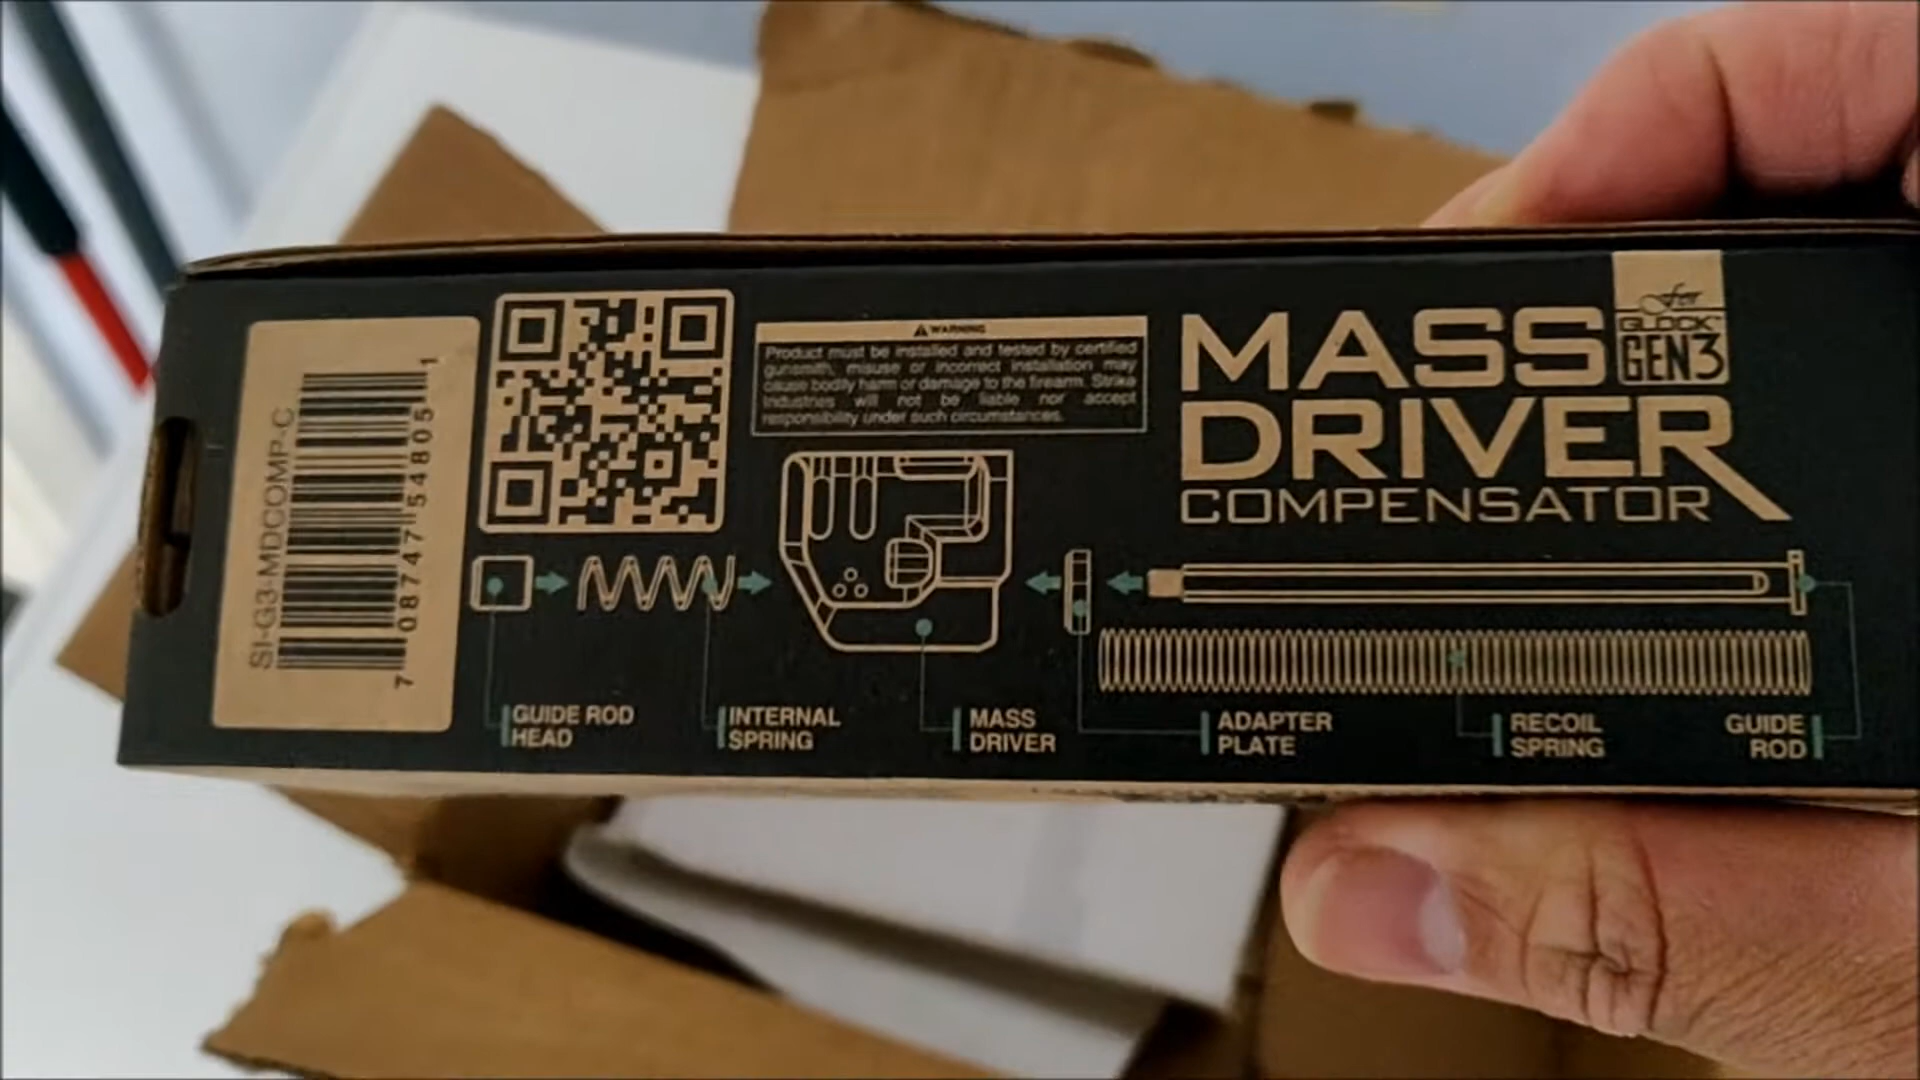 SI-G3-MDCOMP-C
7 08747 54805 1
WARNING
Product must be installed and tested by certified
gunsmith, misuse or incorrect installation may
cause bodily harm or damage to the firearm. Strike
Industries will not be liable nor accept
responsibility under such circumstances.
MASS
for
GLOCK™
GEN3
DRIVER
COMPENSATOR
GUIDE ROD
HEAD
INTERNAL
SPRING
MASS
DRIVER
ADAPTER
PLATE
RECOIL
SPRING
GUIDE
ROD